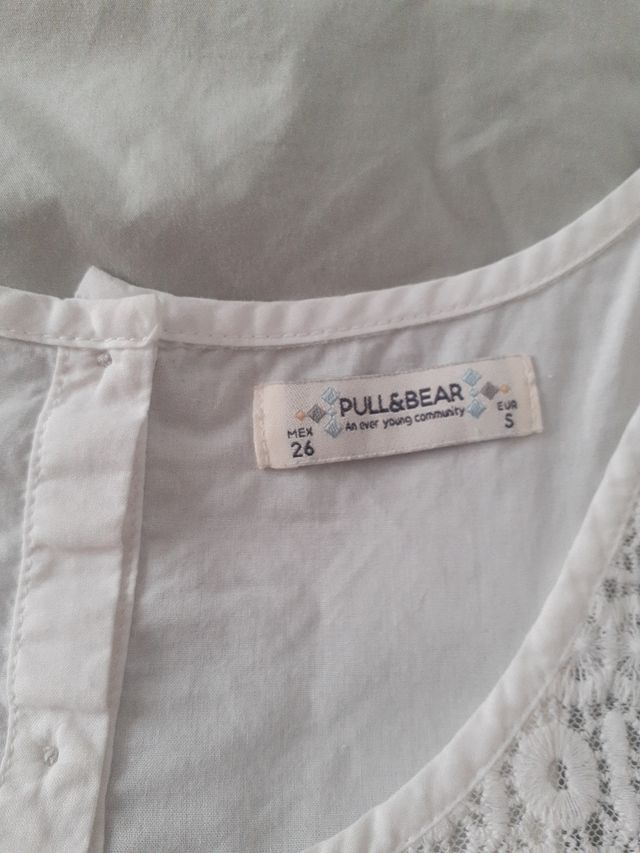 PULL&BEAR
An ever young community
MEX
26
EUR
S